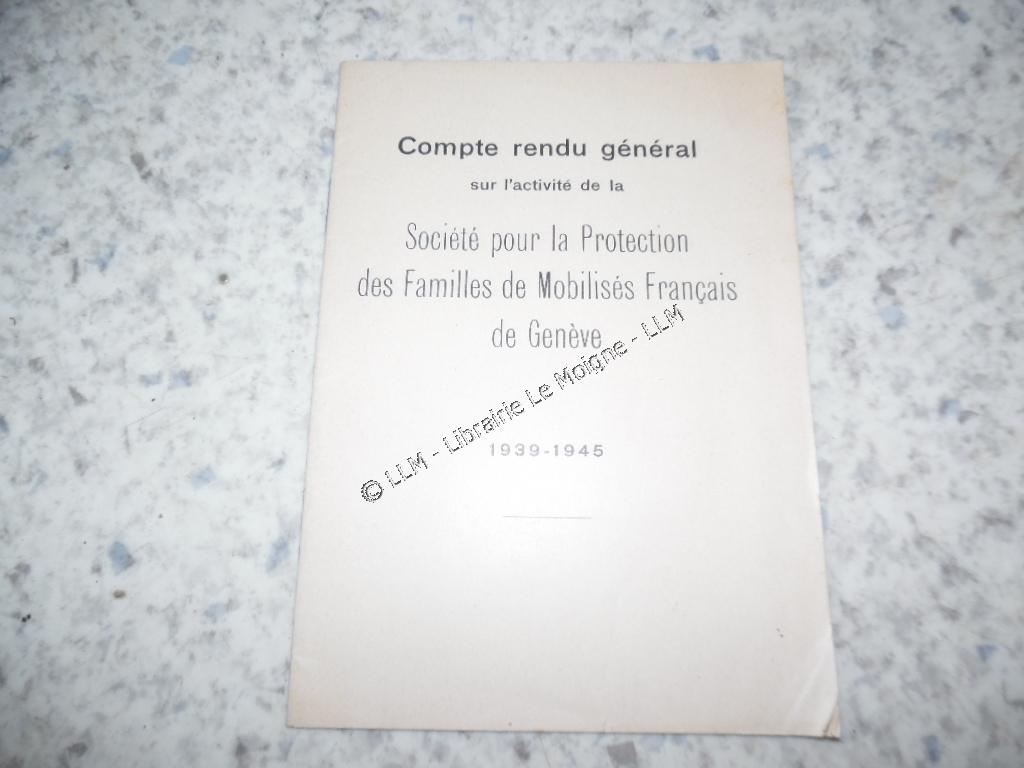 Compte rendu général
sur l'activité de la
Société pour la Protection
des Familles de Mobilisés Français
de Genève
© LLM - Librairie Le Moigne - LLM
1939-1945